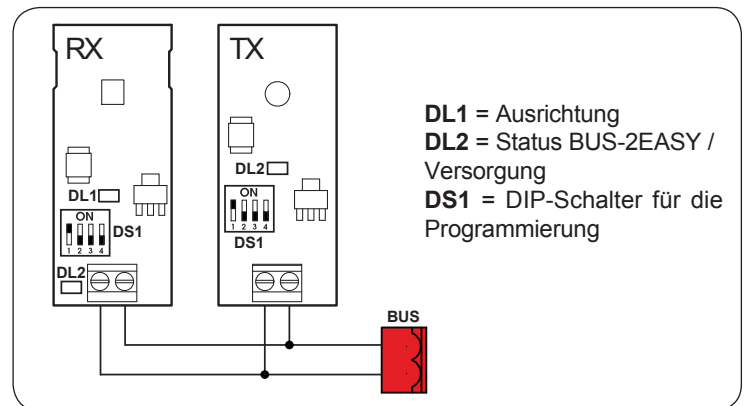 RX
TX
DL1
ON
1 2 3 4
DS1
DL2
DL2
ON
1 2 3 4
DS1
BUS
DL1 = Ausrichtung
DL2 = Status BUS-2EASY /
Versorgung
DS1 = DIP-Schalter für die
Programmierung